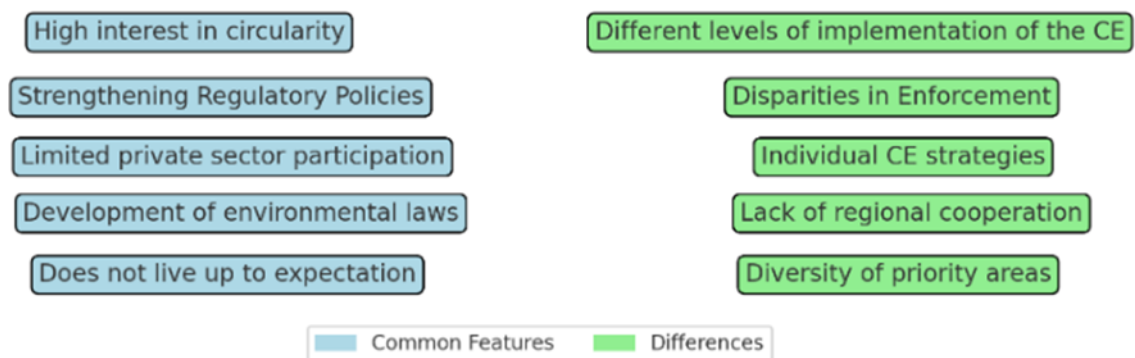 High interest in circularity
Different levels of implementation of the CE
Strengthening Regulatory Policies
Disparities in Enforcement
Limited private sector participation
Individual CE strategies
Development of environmental laws
Lack of regional cooperation
Does not live up to expectation
Diversity of priority areas
Common Features
Differences